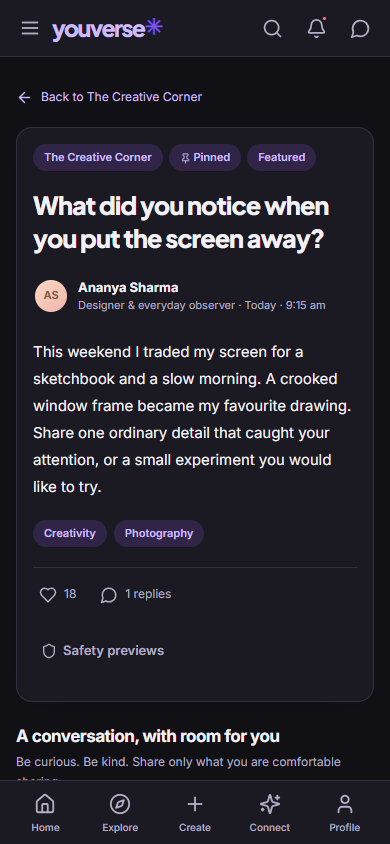 youverse
Back to The Creative Corner
The Creative Corner
Pinned
Featured
What did you notice when
you put the screen away?
AS
Ananya Sharma
Designer & everyday observer · Today · 9:15 am
This weekend I traded my screen for a
sketchbook and a slow morning. A crooked
window frame became my favourite drawing.
Share one ordinary detail that caught your
attention, or a small experiment you would
like to try.
Creativity
Photography
18
1 replies
Safety previews
A conversation, with room for you
Be curious. Be kind. Share only what you are comfortable
Home
Explore
Create
Connect
Profile